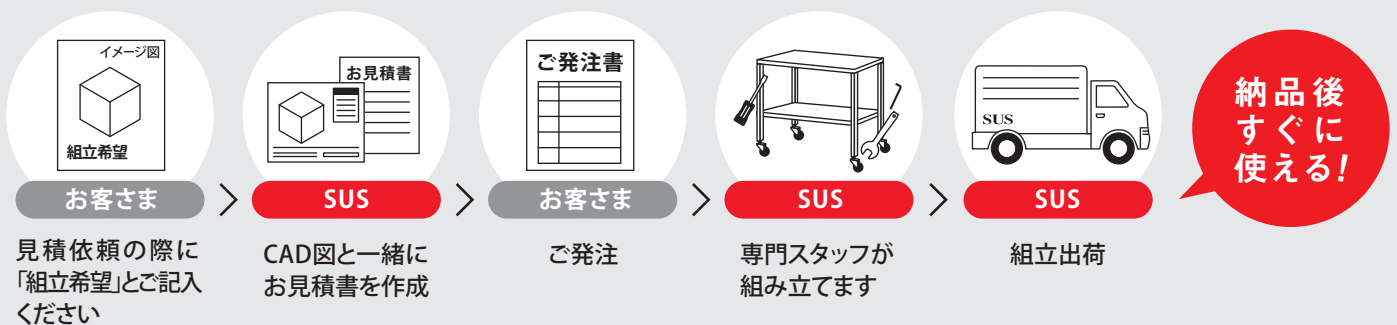 イメージ図
組立希望
お客さま
見積依頼の際に
「組立希望」とご記入
ください
お見積書
SUS
CAD図と一緒に
お見積書を作成
ご発注書
お客さま
ご発注
SUS
専門スタッフが
組み立てます
SUS
SUS
組立出荷
納品後
すぐに
使える!